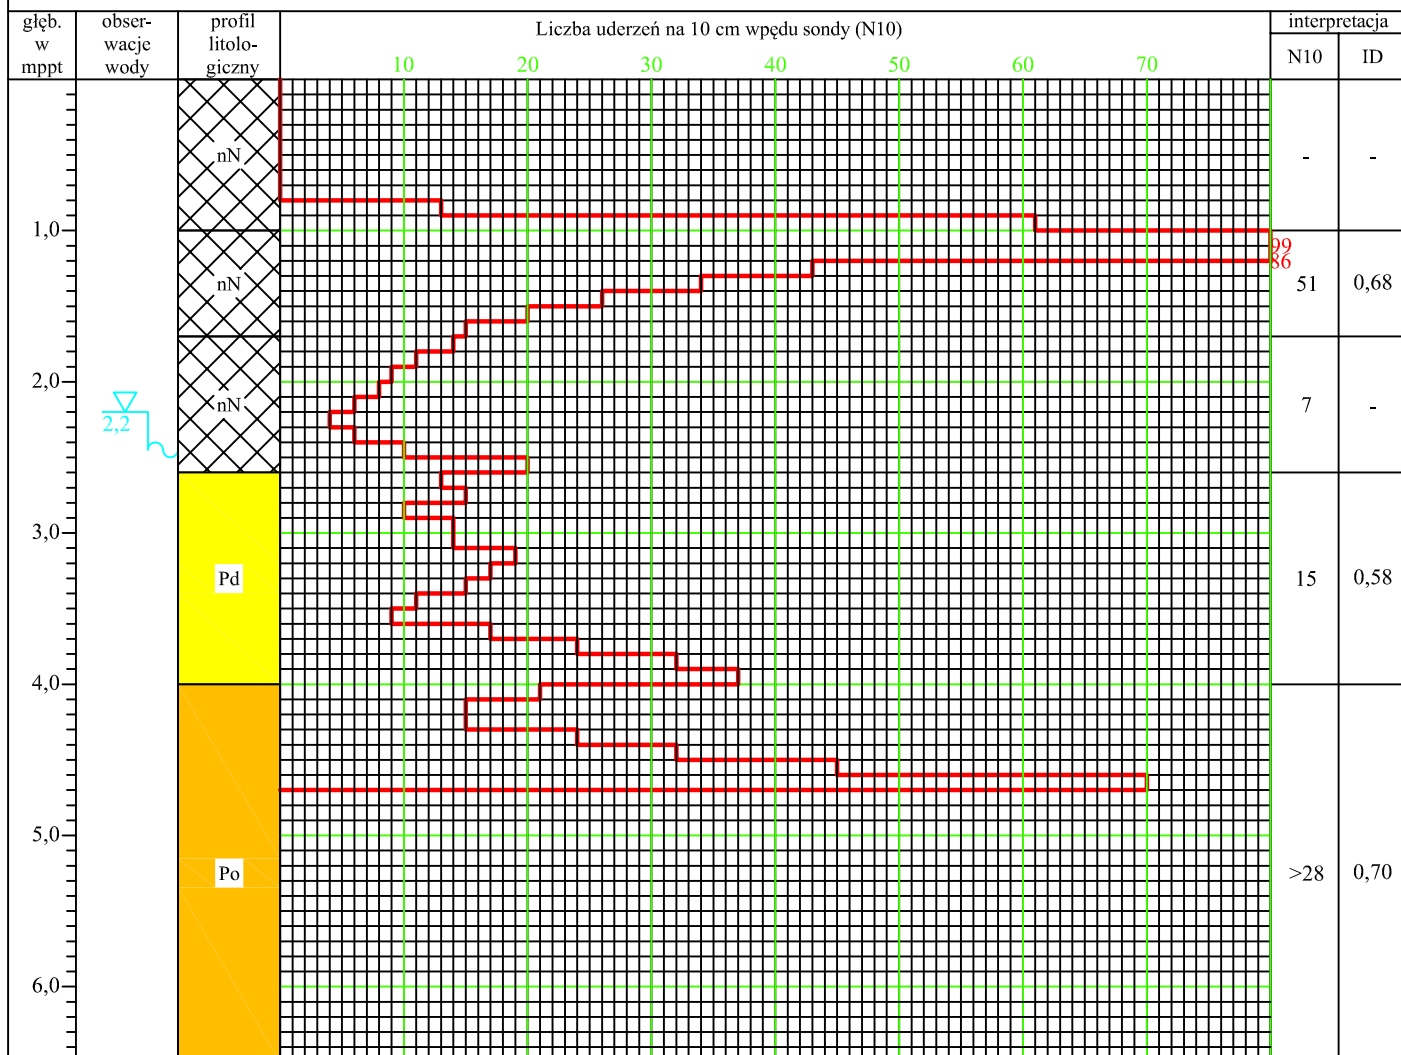 głęb.
w
mppt
obser-
wacje
wody
profil
litolo-
giczny
Liczba uderzeń na 10 cm wpędu sondy (N10)
10 20 30 40 50 60 70
interpretacja
N10 ID
nN
- -
1,0
99
86
nN
51 0,68
2,0
2,2
nN
7 -
3,0
Pd
15 0,58
4,0
5,0
Po
>28 0,70
6,0